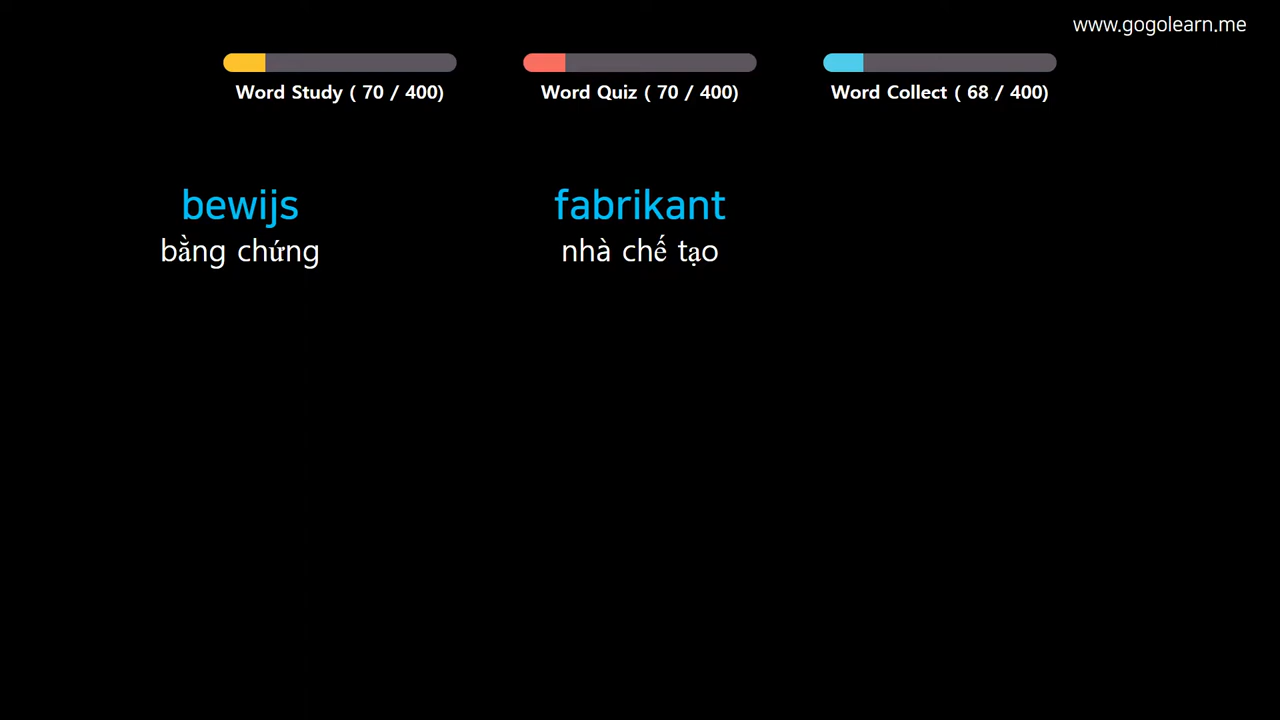 www.gogolearn.me
Word Study ( 70 / 400)
Word Quiz ( 70 / 400)
Word Collect ( 68 / 400)
bewijs
bằng chứng
fabrikant
nhà chế tạo